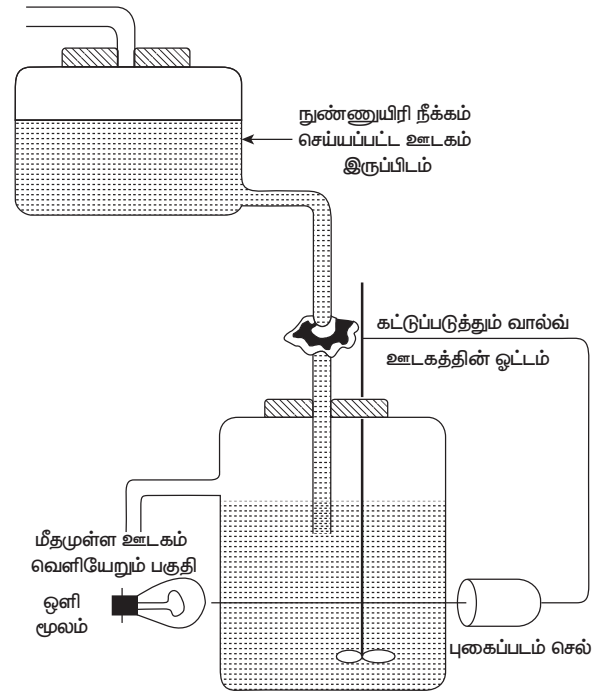 நுண்ணுயிரி நீக்கம்
செய்யப்பட்ட ஊடகம்
இருப்பிடம்
கட்டுப்படுத்தும் வால்வ்
ஊடகத்தின் ஓட்டம்
மீதமுள்ள ஊடகம்
வெளியேறும் பகுதி
ஒளி
மூலம்
புகைப்படம் செல்